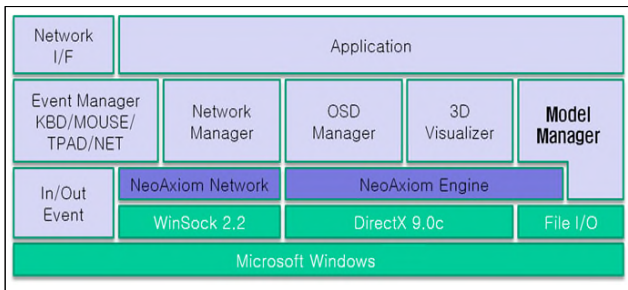 Network
I/F
Application
Event Manager
KBD/MOUSE/
TPAD/NET
Network
Manager
OSD
Manager
3D
Visualizer
Model
Manager
In/Out
Event
NeoAxiom Network
NeoAxiom Engine
WinSock 2.2
DirectX 9.0c
File I/O
Microsoft Windows